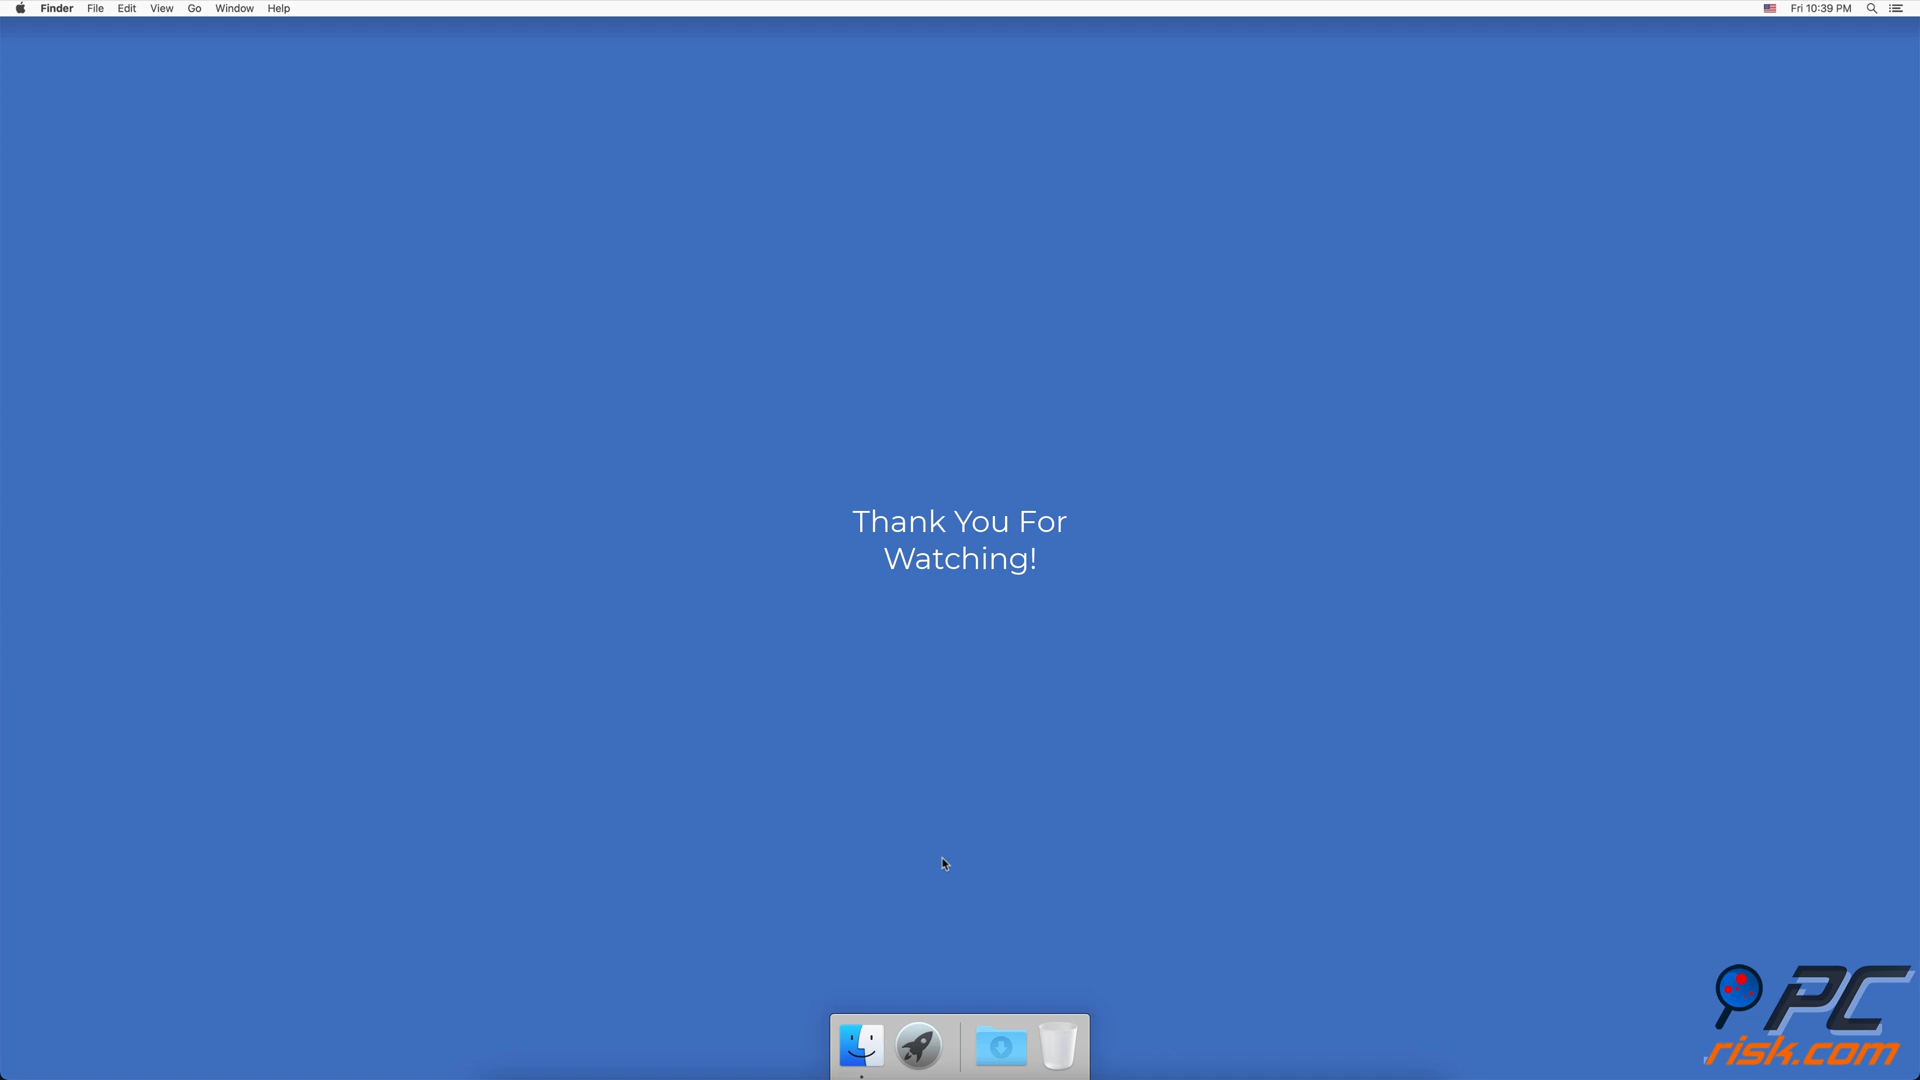 Finder File Edit View Go Window Help Fri 10:39 PM
Thank You For
Watching!
PC
risk.com